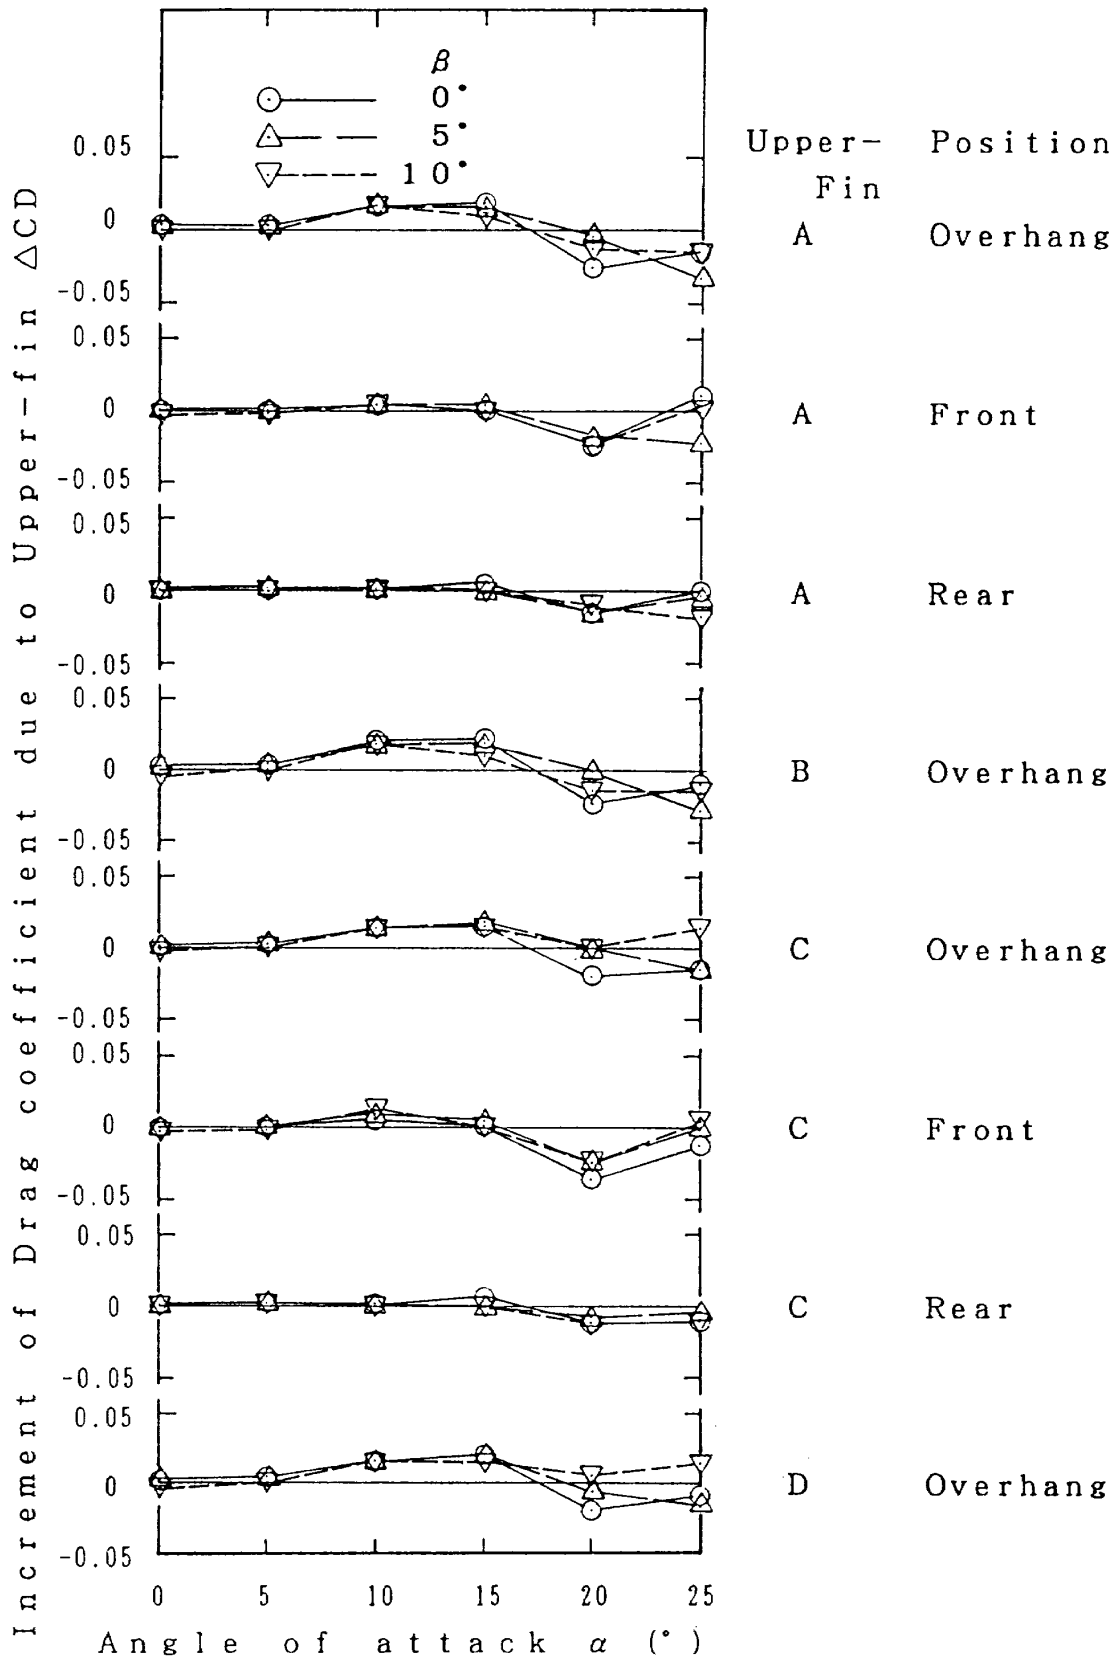 β
0°
5°
10°
Upper-Fin Position
0.05
0
-0.05
A Overhang
0.05
0
-0.05
A Front
0.05
0
-0.05
A Rear
0.05
0
-0.05
B Overhang
0.05
0
-0.05
C Overhang
0.05
0
-0.05
C Front
0.05
0
-0.05
C Rear
0.05
0
-0.05
D Overhang
0 5 10 15 20 25
Angle of attack α (°)
Increment of Drag coefficient due to Upper-fin △CD